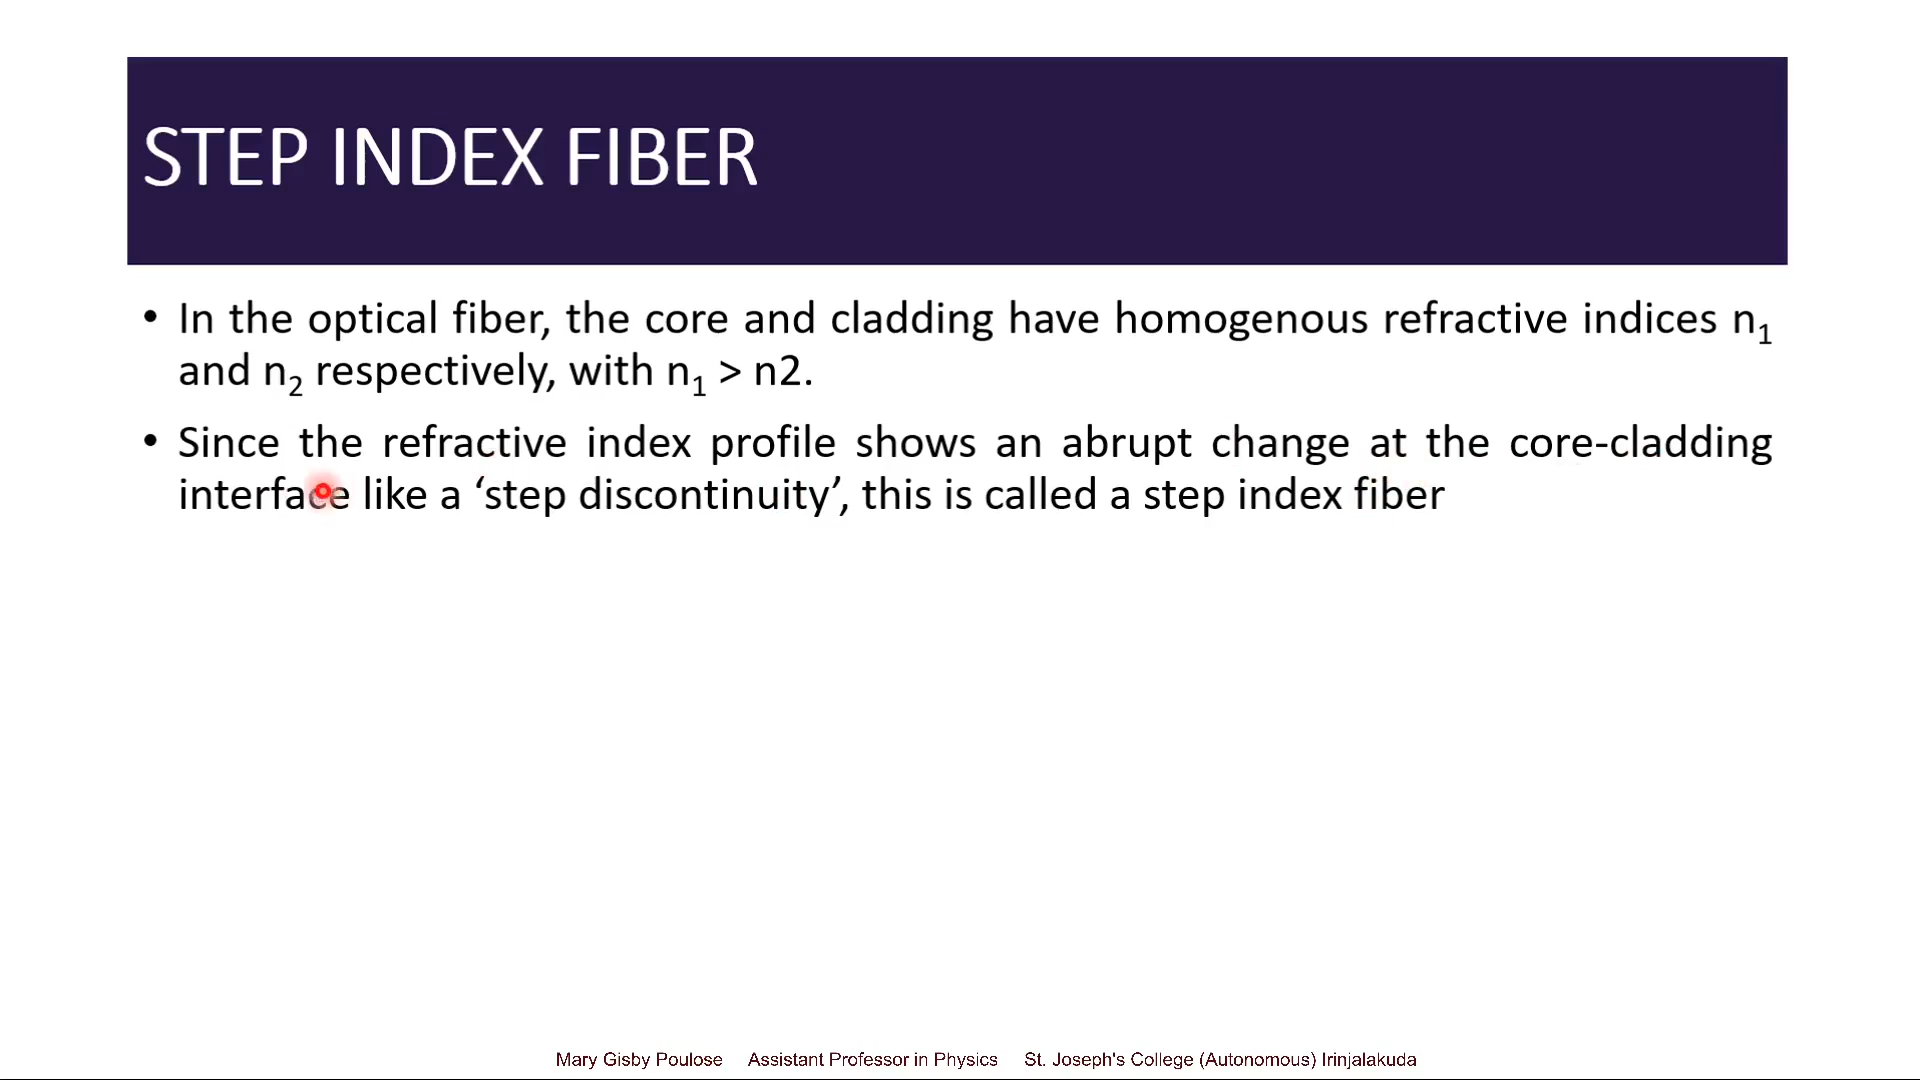 STEP INDEX FIBER
• In the optical fiber, the core and cladding have homogenous refractive indices n₁
and n₂ respectively, with n₁ > n2.
• Since the refractive index profile shows an abrupt change at the core-cladding
interface like a ‘step discontinuity’, this is called a step index fiber
Mary Gisby Poulose Assistant Professor in Physics St. Joseph's College (Autonomous) Irinjalakuda